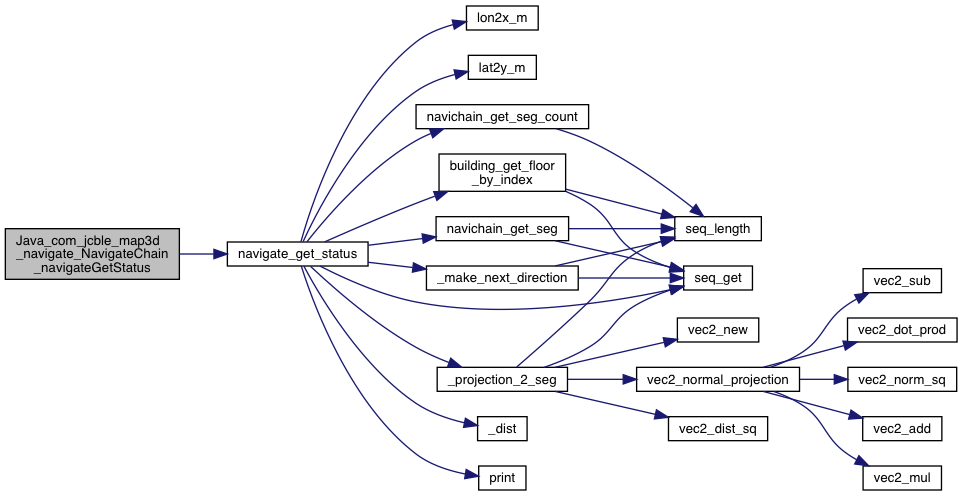 Java_com_jcble_map3d
_navigate_NavigateChain
_navigateGetStatus
navigate_get_status
lon2x_m
lat2y_m
navichain_get_seg_count
building_get_floor
_by_index
navichain_get_seg
_make_next_direction
_projection_2_seg
_dist
print
seq_length
seq_get
vec2_new
vec2_normal_projection
vec2_dist_sq
vec2_sub
vec2_dot_prod
vec2_norm_sq
vec2_add
vec2_mul